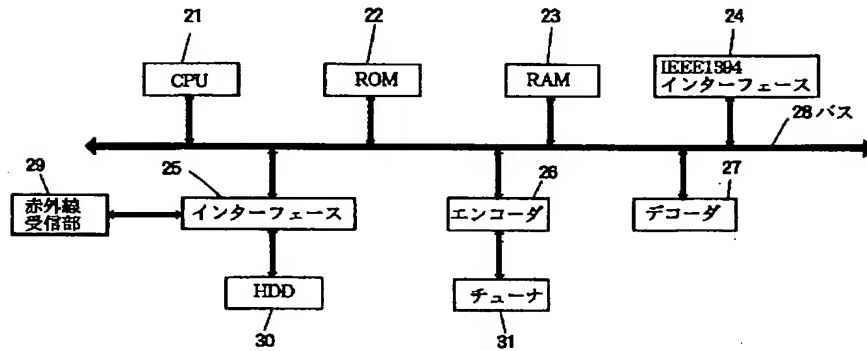 21
22
23
24
CPU
ROM
RAM
IEEE1394
インターフェース
28 バス
29
25
26
27
赤外線
受信部
インターフェース
エンコーダ
デコーダ
HDD
チューナ
30
31